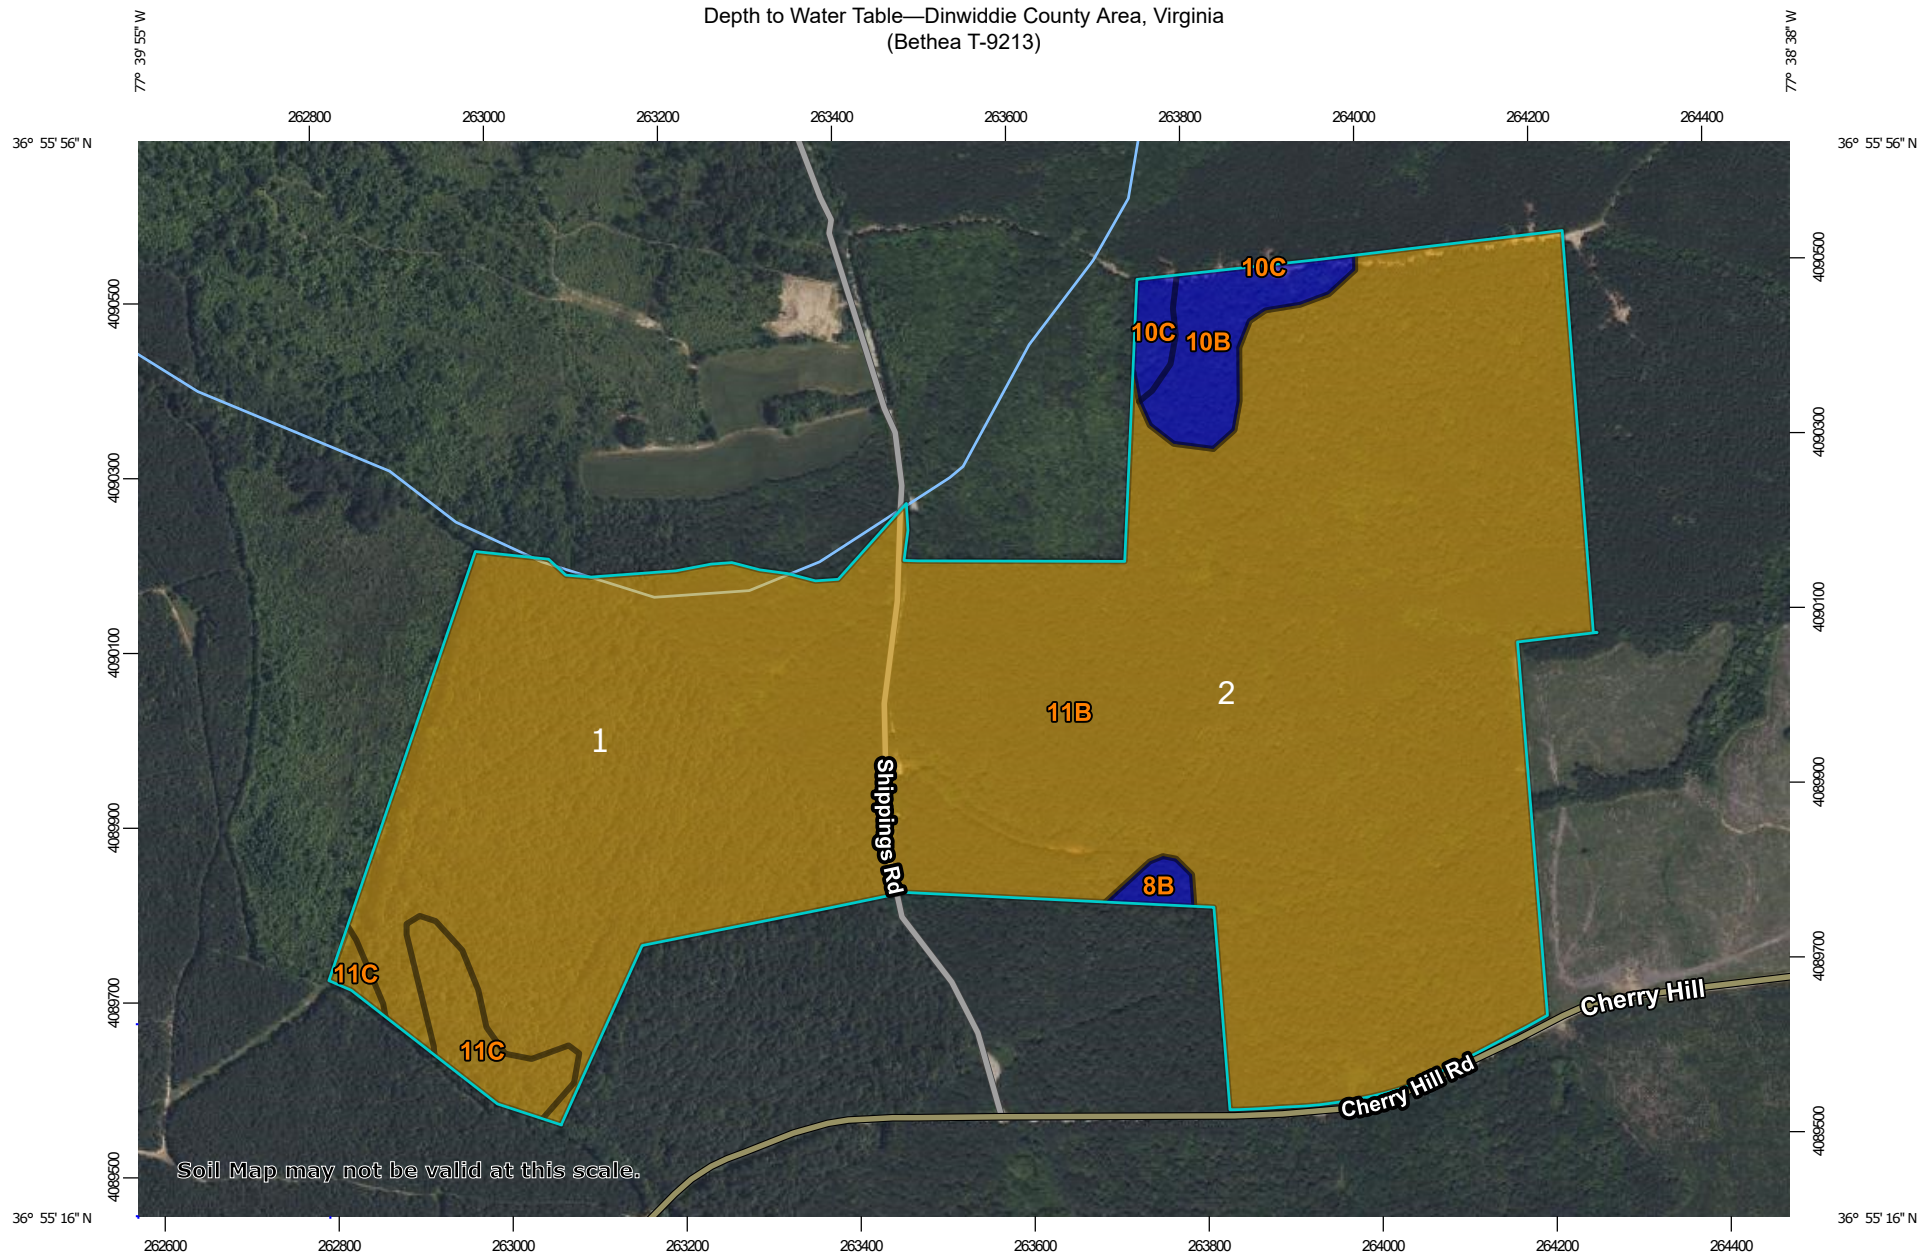 Depth to Water Table—Dinwiddie County Area, Virginia
(Bethea T-9213)
77° 39' 55" W
77° 38' 38" W
262800 263000 263200 263400 263600 263800 264000 264200 264400
36° 55' 56" N
36° 55' 56" N
4090500
4090300
4090100
4089900
4089700
4089500
4090500
4090300
4090100
4089900
4089700
4089500
10C
10C
10B
2
11B
1
Shippings Rd
8B
11C
11C
Cherry Hill
Cherry Hill Rd
Soil Map may not be valid at this scale.
36° 55' 16" N
36° 55' 16" N
262600 262800 263000 263200 263400 263600 263800 264000 264200 264400